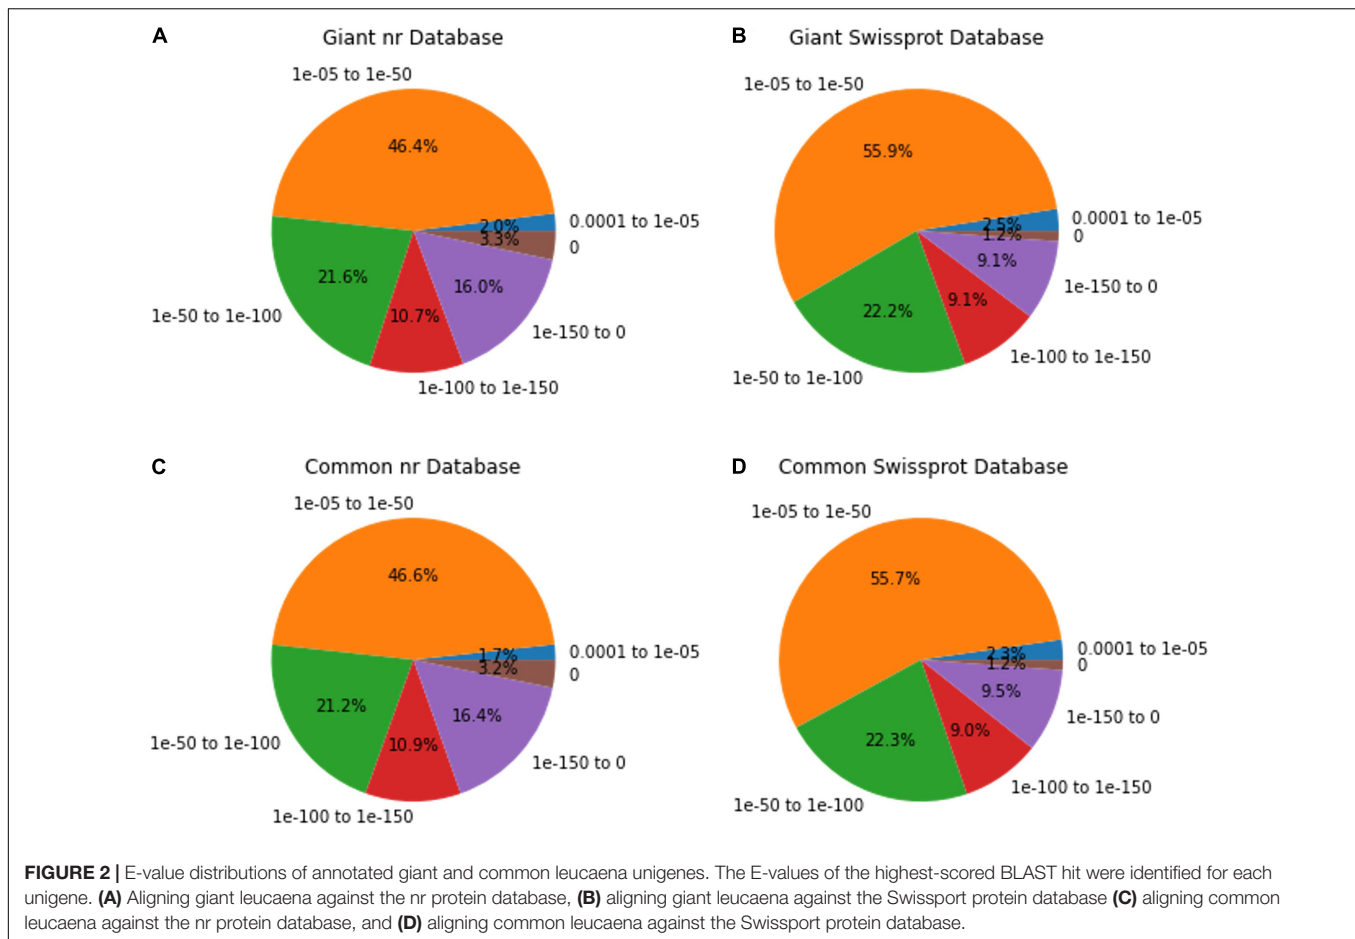 A
Giant nr Database
1e-05 to 1e-50
46.4%
2.0%
0.0001 to 1e-05
3.3%
0
21.6%
16.0%
10.7%
1e-50 to 1e-100
1e-150 to 0
1e-100 to 1e-150
B
Giant Swissprot Database
1e-05 to 1e-50
55.9%
2.5%
0.0001 to 1e-05
1.2%
0
9.1%
1e-150 to 0
9.1%
22.2%
1e-100 to 1e-150
1e-50 to 1e-100
C
Common nr Database
1e-05 to 1e-50
46.6%
1.7%
0.0001 to 1e-05
3.2%
0
21.2%
16.4%
10.9%
1e-50 to 1e-100
1e-150 to 0
1e-100 to 1e-150
D
Common Swissprot Database
1e-05 to 1e-50
55.7%
2.3%
0.0001 to 1e-05
1.2%
0
9.5%
1e-150 to 0
9.0%
22.3%
1e-100 to 1e-150
1e-50 to 1e-100
FIGURE 2 | E-value distributions of annotated giant and common leucaena unigenes. The E-values of the highest-scored BLAST hit were identified for each
unigene. (A) Aligning giant leucaena against the nr protein database, (B) aligning giant leucaena against the Swissport protein database (C) aligning common
leucaena against the nr protein database, and (D) aligning common leucaena against the Swissport protein database.